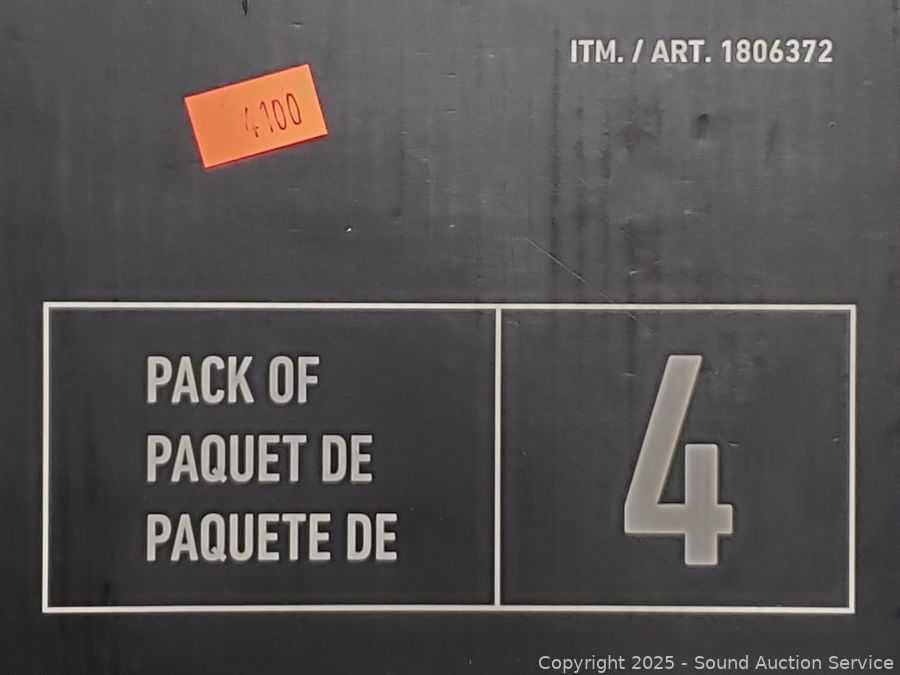 ITM. / ART. 1806372
4100
PACK OF
PAQUET DE
PAQUETE DE
4
Copyright 2025 - Sound Auction Service